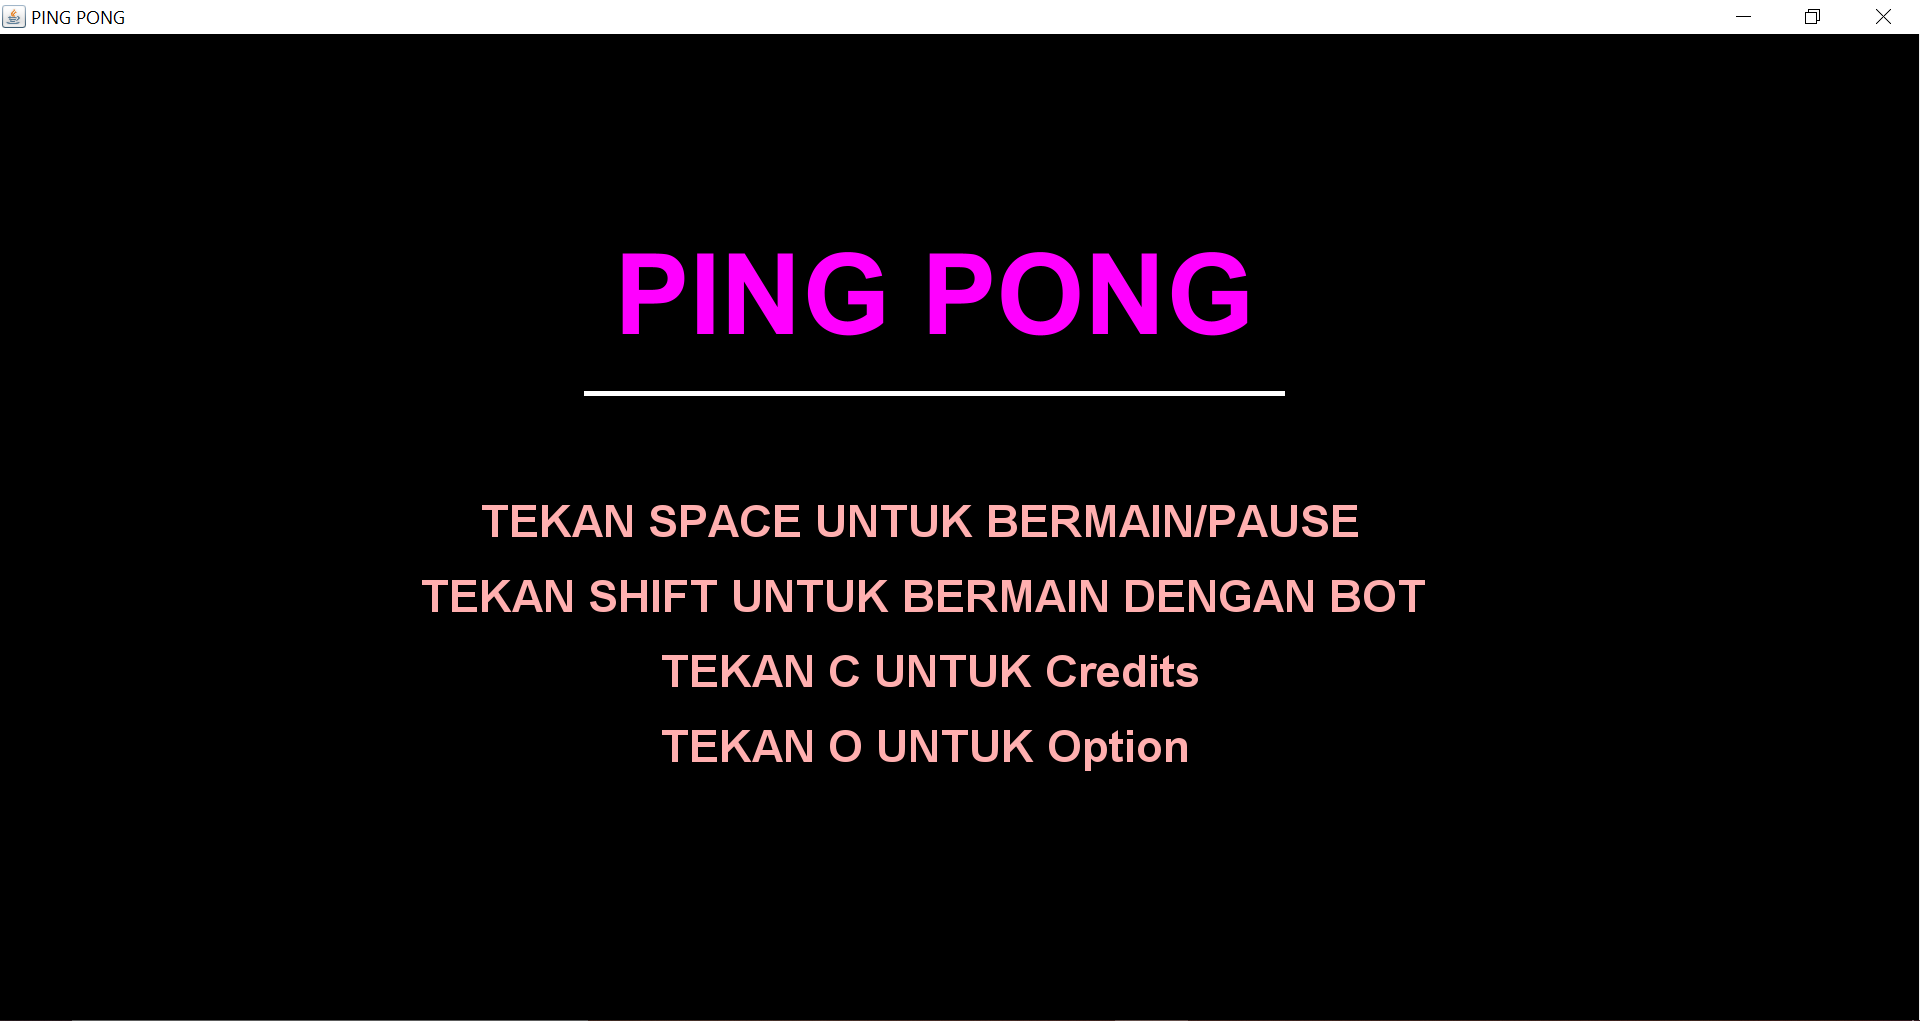 PING PONG
PING PONG
TEKAN SPACE UNTUK BERMAIN/PAUSE
TEKAN SHIFT UNTUK BERMAIN DENGAN BOT
TEKAN C UNTUK Credits
TEKAN O UNTUK Option